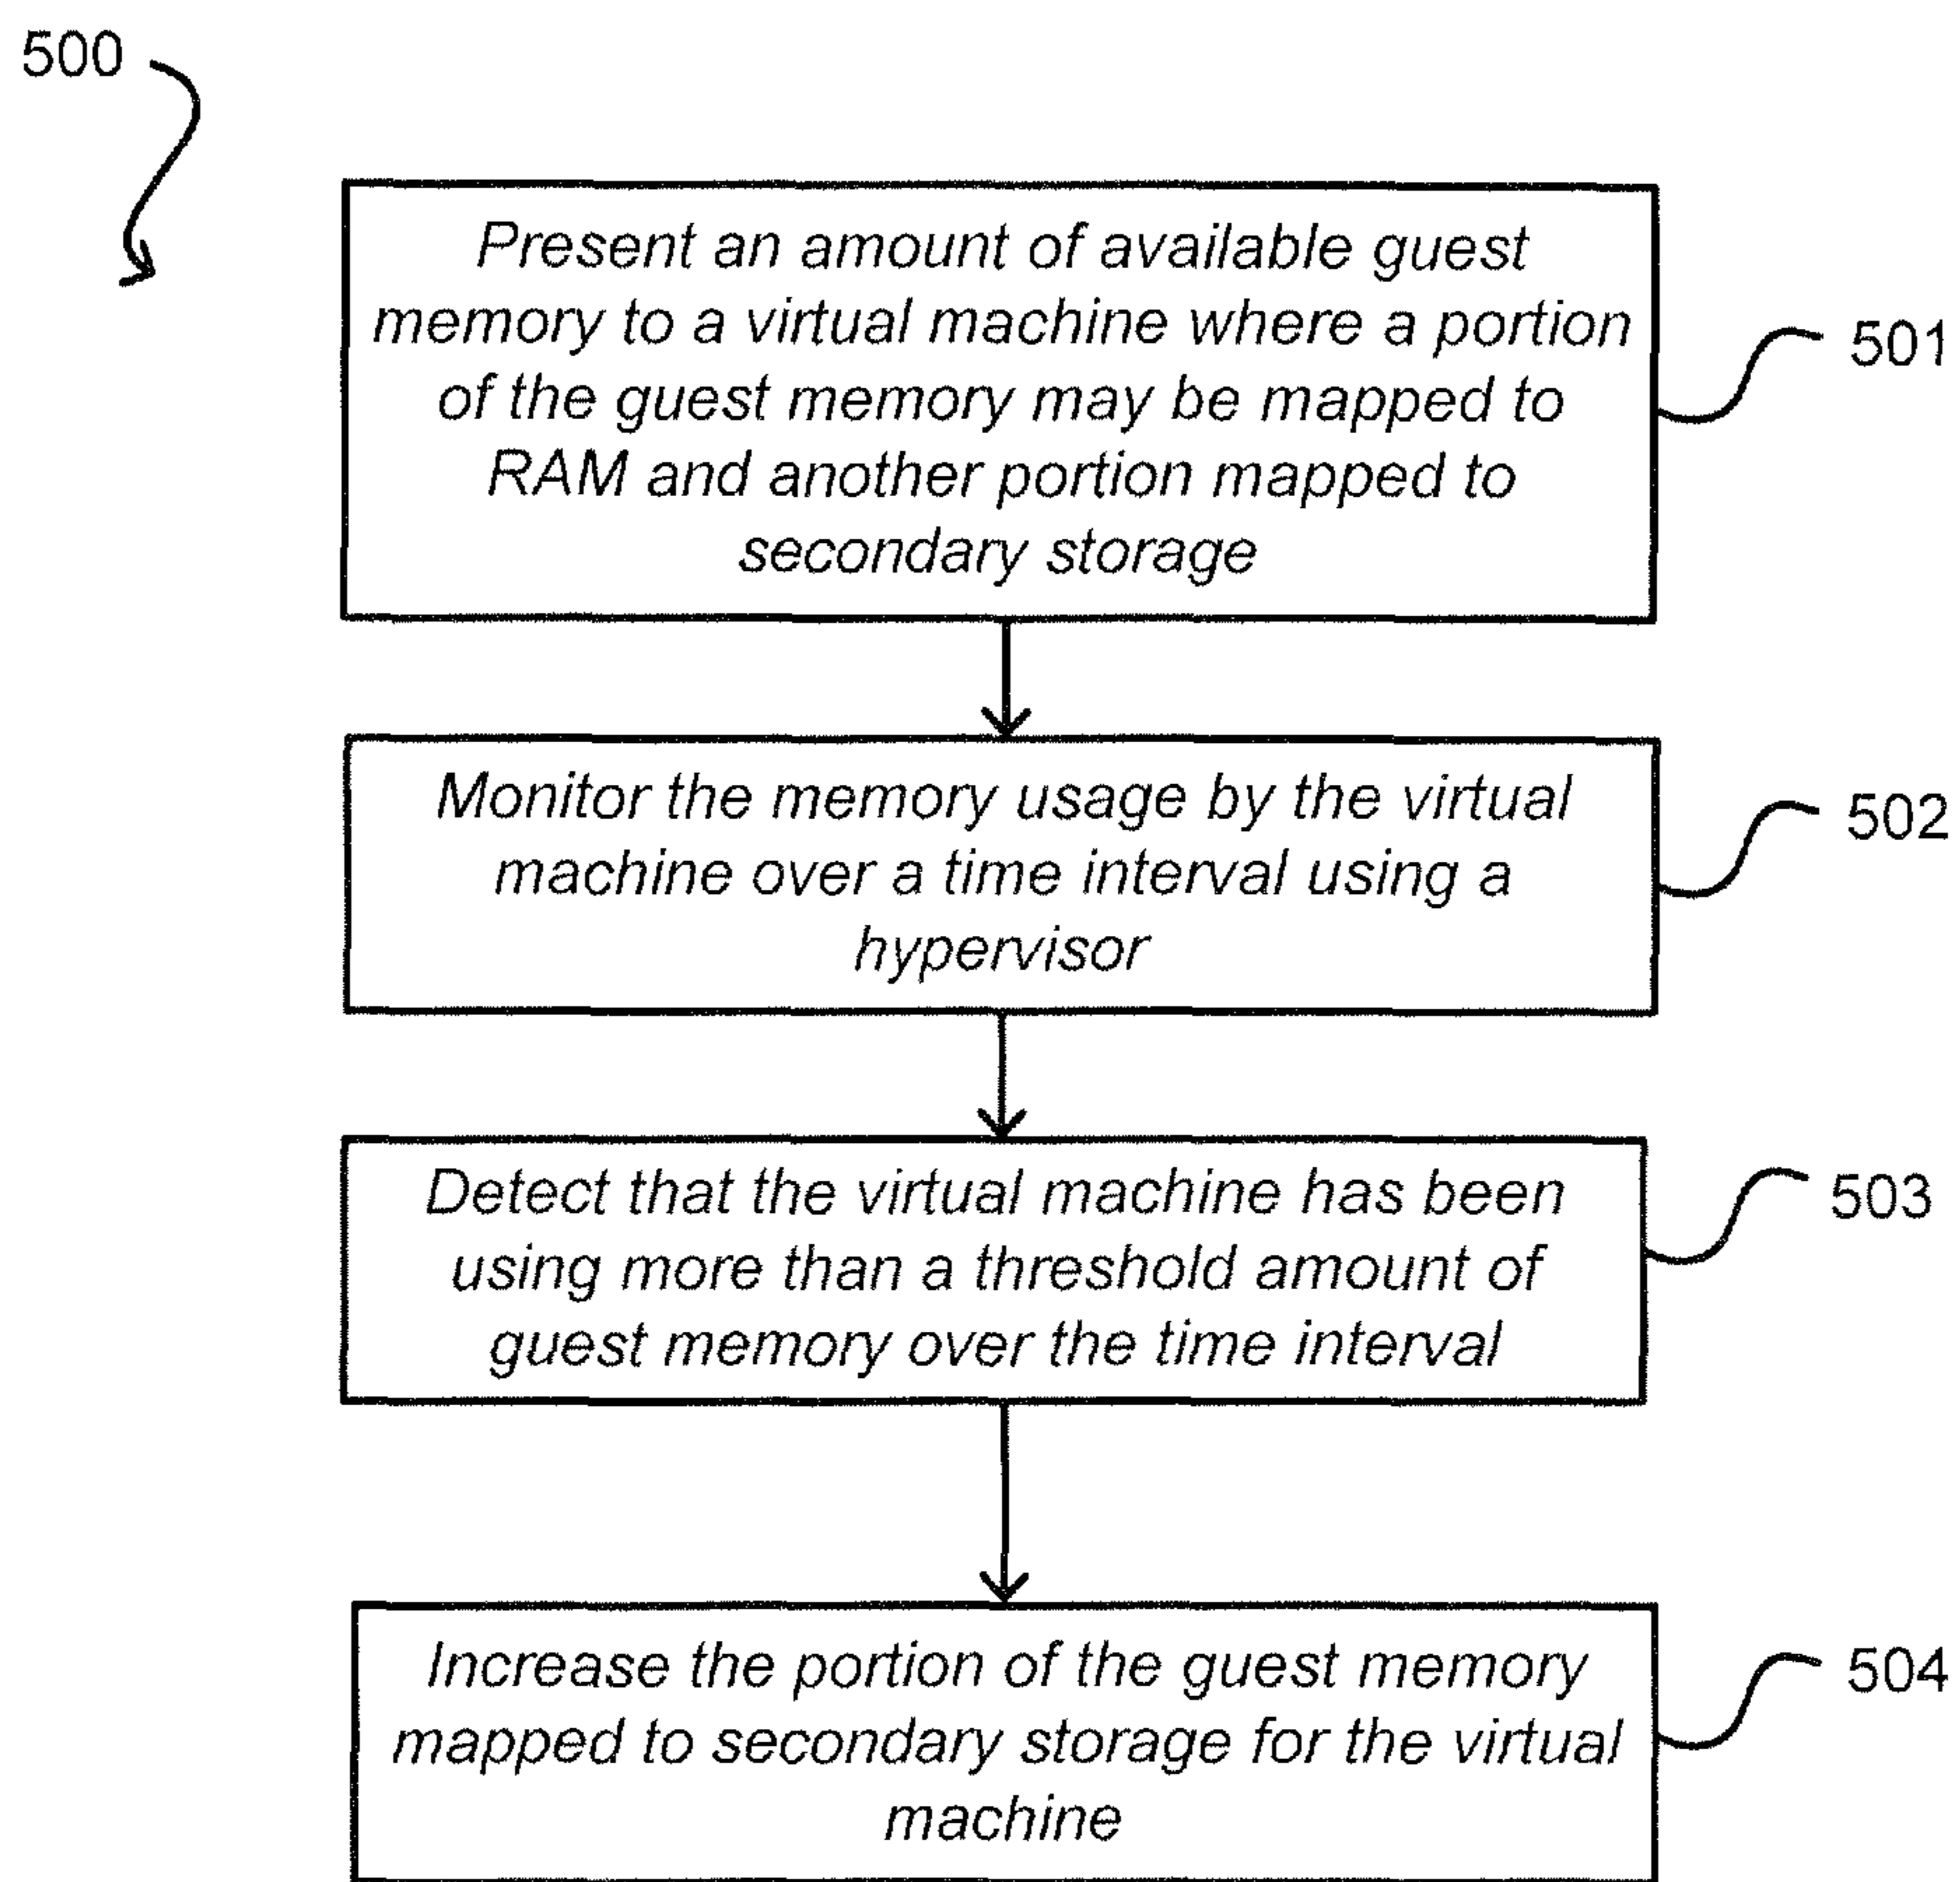 500
Present an amount of available guest
memory to a virtual machine where a portion
of the guest memory may be mapped to
RAM and another portion mapped to
secondary storage
501
Monitor the memory usage by the virtual
machine over a time interval using a
hypervisor
502
Detect that the virtual machine has been
using more than a threshold amount of
guest memory over the time interval
503
Increase the portion of the guest memory
mapped to secondary storage for the virtual
machine
504